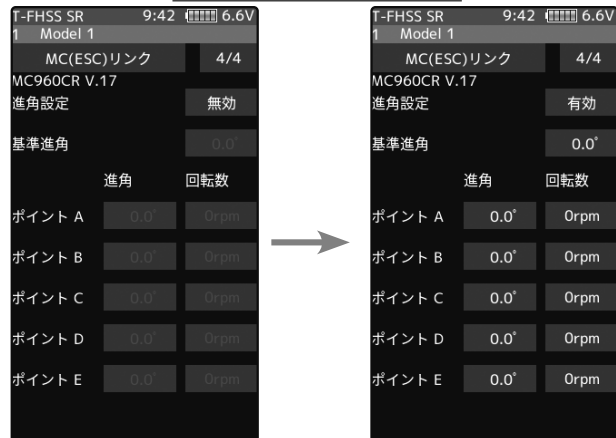 T-FHSS SR 9:42 6.6V
1 Model 1
MC(ESC)リンク 4/4
MC960CR V.17
進角設定 無効
基準進角 0.0°
進角 回転数
ポイント A 0.0° 0rpm
ポイント B 0.0° 0rpm
ポイント C 0.0° 0rpm
ポイント D 0.0° 0rpm
ポイント E 0.0° 0rpm
T-FHSS SR 9:42 6.6V
1 Model 1
MC(ESC)リンク 4/4
MC960CR V.17
進角設定 有効
基準進角 0.0°
進角 回転数
ポイント A 0.0° 0rpm
ポイント B 0.0° 0rpm
ポイント C 0.0° 0rpm
ポイント D 0.0° 0rpm
ポイント E 0.0° 0rpm